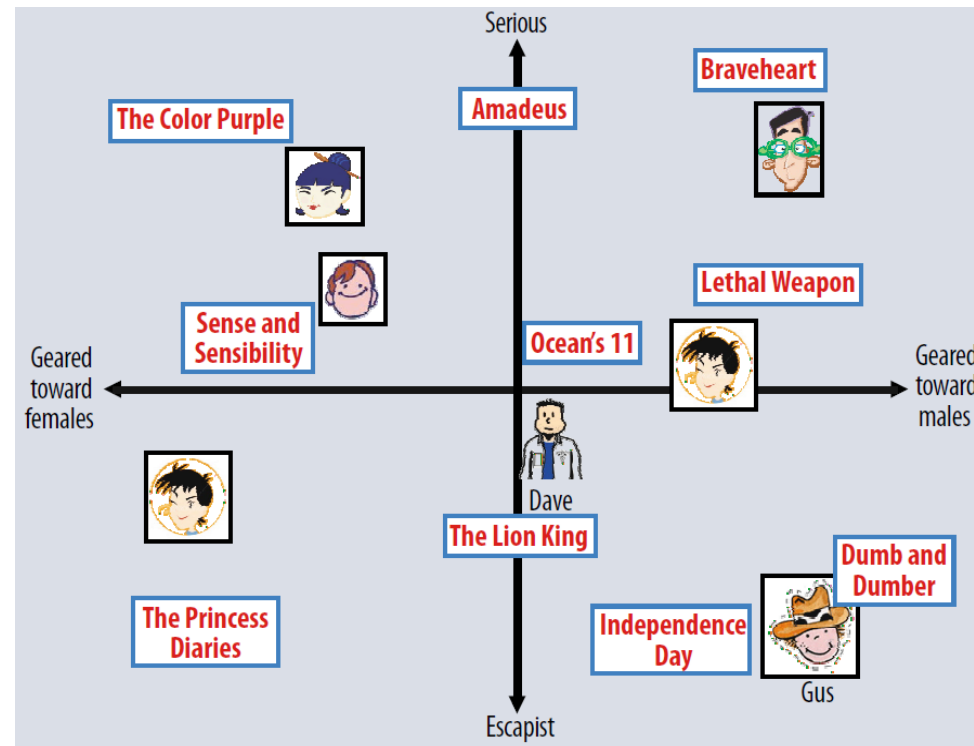 Serious
Braveheart
Amadeus
The Color Purple
Lethal Weapon
Sense and
Sensibility
Ocean's 11
Geared
toward
females
Geared
toward
males
Dave
The Lion King
Dumb and
Dumber
The Princess
Diaries
Independence
Day
Gus
Escapist